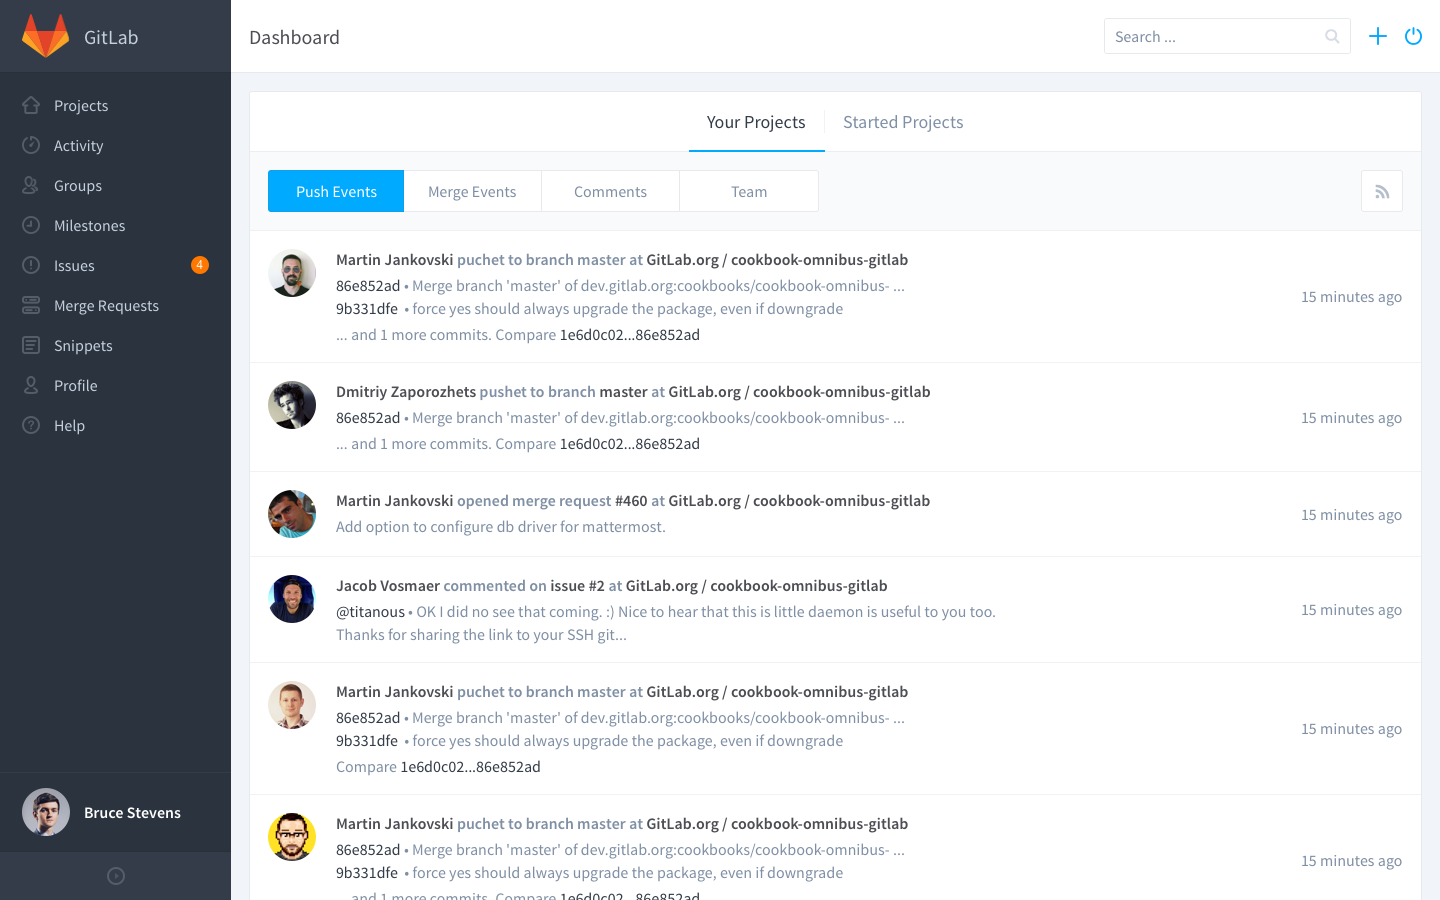 GitLab
Dashboard
Search ...
Projects
Activity
Groups
Milestones
Issues 4
Merge Requests
Snippets
Profile
Help
Bruce Stevens
Your Projects Started Projects
Push Events Merge Events Comments Team
Martin Jankovski puchet to branch master at GitLab.org / cookbook-omnibus-gitlab
86e852ad • Merge branch 'master' of dev.gitlab.org:cookbooks/cookbook-omnibus- ...
9b331dfe • force yes should always upgrade the package, even if downgrade
... and 1 more commits. Compare 1e6d0c02...86e852ad
15 minutes ago
Dmitriy Zaporozhets pushet to branch master at GitLab.org / cookbook-omnibus-gitlab
86e852ad • Merge branch 'master' of dev.gitlab.org:cookbooks/cookbook-omnibus- ...
... and 1 more commits. Compare 1e6d0c02...86e852ad
15 minutes ago
Martin Jankovski opened merge request #460 at GitLab.org / cookbook-omnibus-gitlab
Add option to configure db driver for mattermost.
15 minutes ago
Jacob Vosmaer commented on issue #2 at GitLab.org / cookbook-omnibus-gitlab
@titanous • OK I did no see that coming. :) Nice to hear that this is little daemon is useful to you too.
Thanks for sharing the link to your SSH git...
15 minutes ago
Martin Jankovski puchet to branch master at GitLab.org / cookbook-omnibus-gitlab
86e852ad • Merge branch 'master' of dev.gitlab.org:cookbooks/cookbook-omnibus- ...
9b331dfe • force yes should always upgrade the package, even if downgrade
Compare 1e6d0c02...86e852ad
15 minutes ago
Martin Jankovski puchet to branch master at GitLab.org / cookbook-omnibus-gitlab
86e852ad • Merge branch 'master' of dev.gitlab.org:cookbooks/cookbook-omnibus- ...
9b331dfe • force yes should always upgrade the package, even if downgrade
... and 1 more commits. Compare 1e6d0c02...86e852ad
15 minutes ago